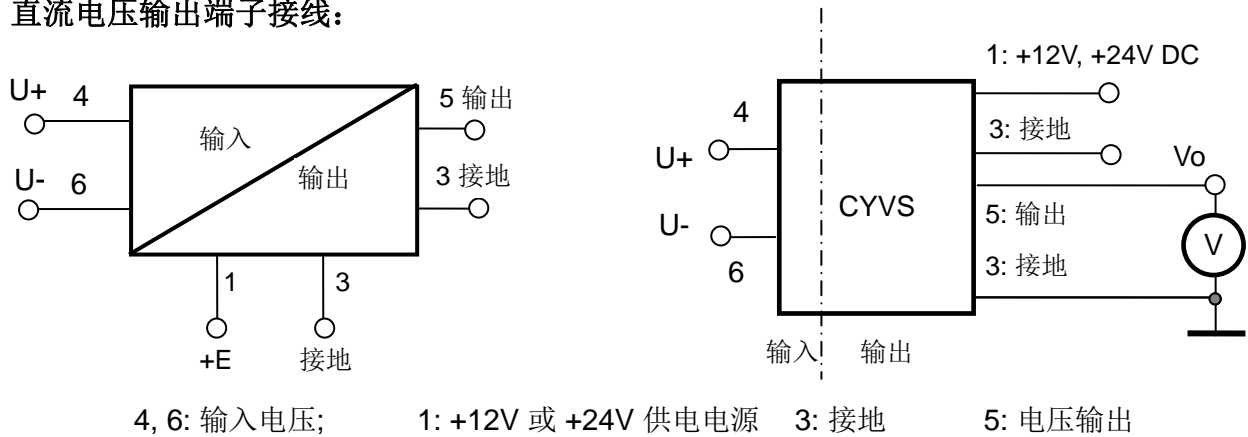 直流电压输出端子接线：
U+ 4
输入
输出
5 输出
U- 6
3 接地
1
3
+E
接地
1: +12V, +24V DC
4
3: 接地
U+
Vo
CYVS
5: 输出
U-
V
6
3: 接地
输入
输出
4, 6: 输入电压; 1: +12V 或 +24V 供电电源 3: 接地 5: 电压输出